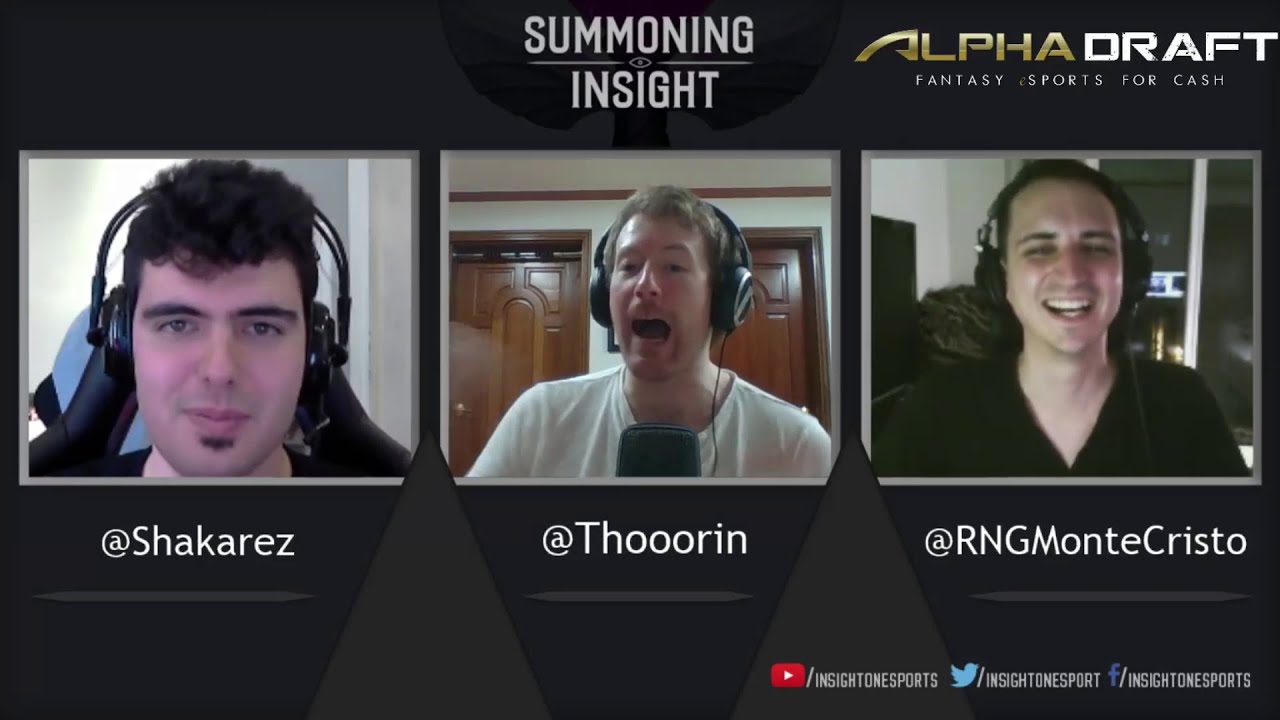 SUMMONING
INSIGHT
ALPHADRAFT
FANTASY eSPORTS FOR CASH
@Shakarez
@Thooorin
@RNGMonteCristo
/INSIGHTONESPORTS
/INSIGHTONESPORT
/INSIGHTONESPORTS